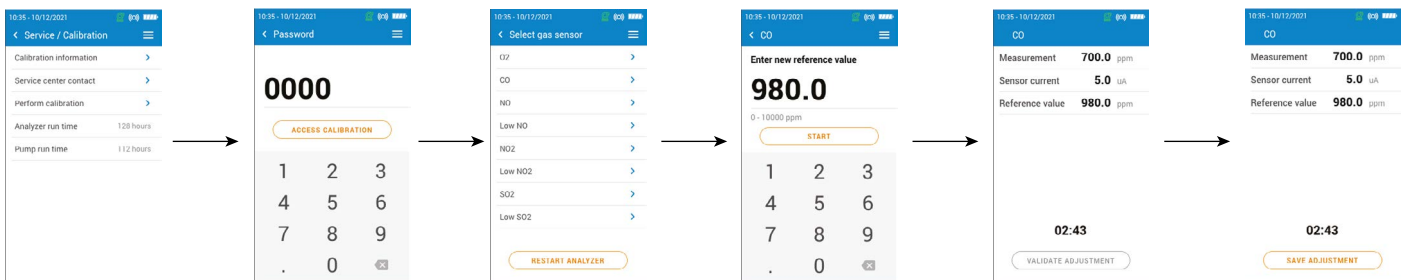 10:35 - 10/12/2021
Service / Calibration
Calibration information
Service center contact
Perform calibration
Analyzer run time 128 hours
Pump run time 112 hours
10:35 - 10/12/2021
Password
0000
ACCESS CALIBRATION
1 2 3
4 5 6
7 8 9
. 0
10:35 - 10/12/2021
Select gas sensor
O2
CO
NO
Low NO
NO2
Low NO2
SO2
Low SO2
RESTART ANALYZER
10:35 - 10/12/2021
CO
Enter new reference value
980.0
0 - 10000 ppm
START
1 2 3
4 5 6
7 8 9
. 0
10:35 - 10/12/2021
CO
Measurement 700.0 ppm
Sensor current 5.0 uA
Reference value 980.0 ppm
02:43
VALIDATE ADJUSTMENT
10:35 - 10/12/2021
CO
Measurement 700.0 ppm
Sensor current 5.0 uA
Reference value 980.0 ppm
02:43
SAVE ADJUSTMENT